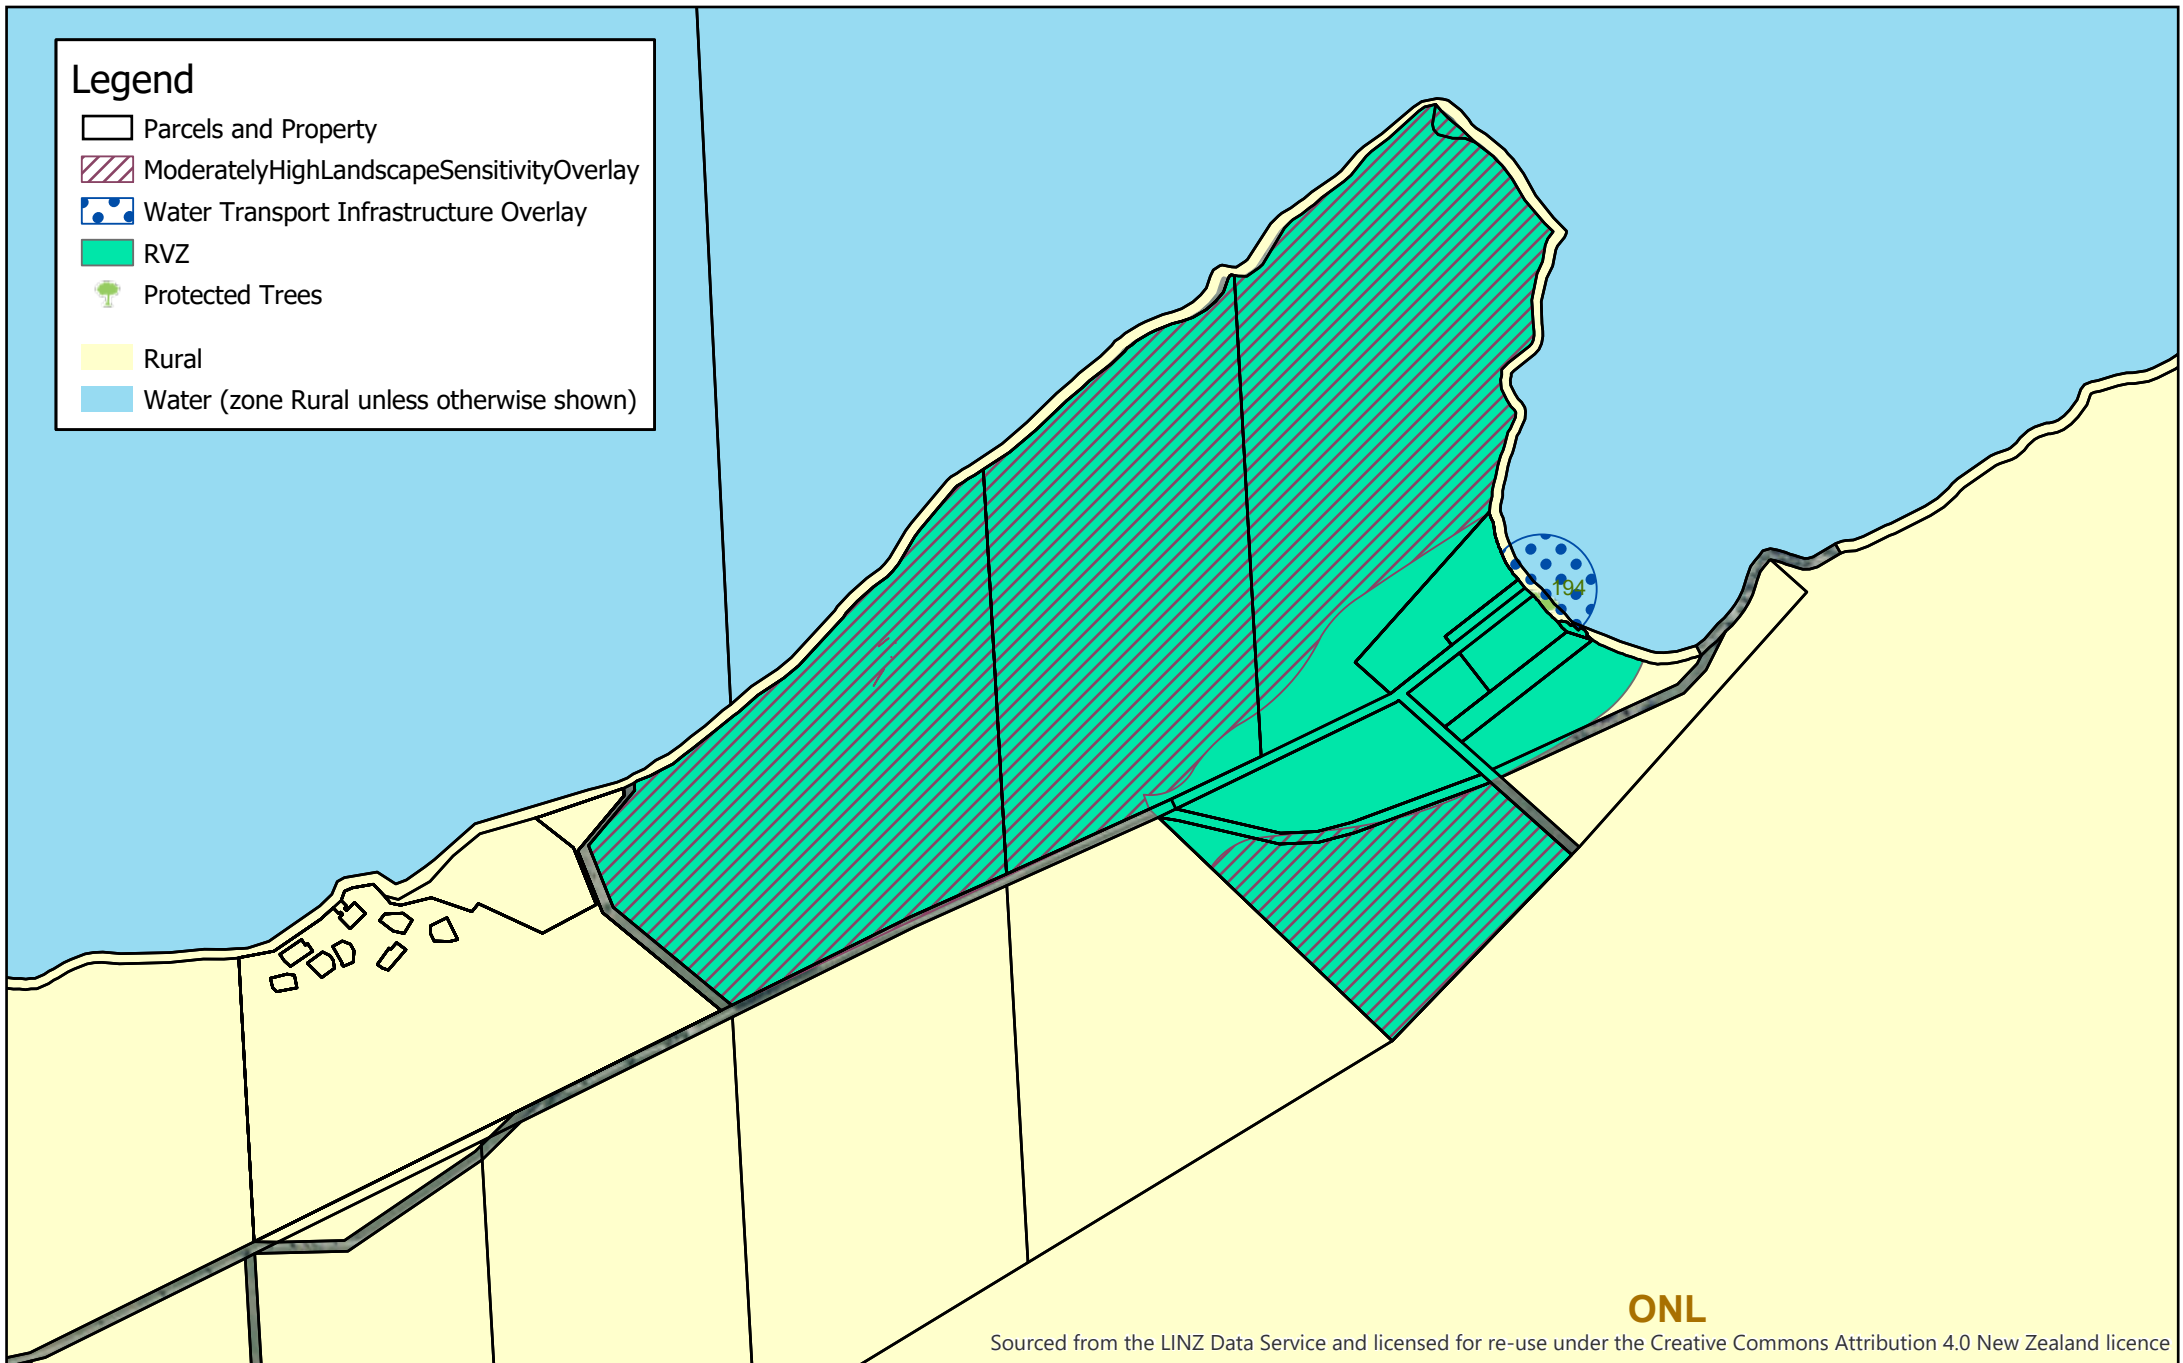 Legend
Parcels and Property
ModeratelyHighLandscapeSensitivityOverlay
Water Transport Infrastructure Overlay
RVZ
Protected Trees
Rural
Water (zone Rural unless otherwise shown)
194
ONL
Sourced from the LINZ Data Service and licensed for re-use under the Creative Commons Attribution 4.0 New Zealand licence